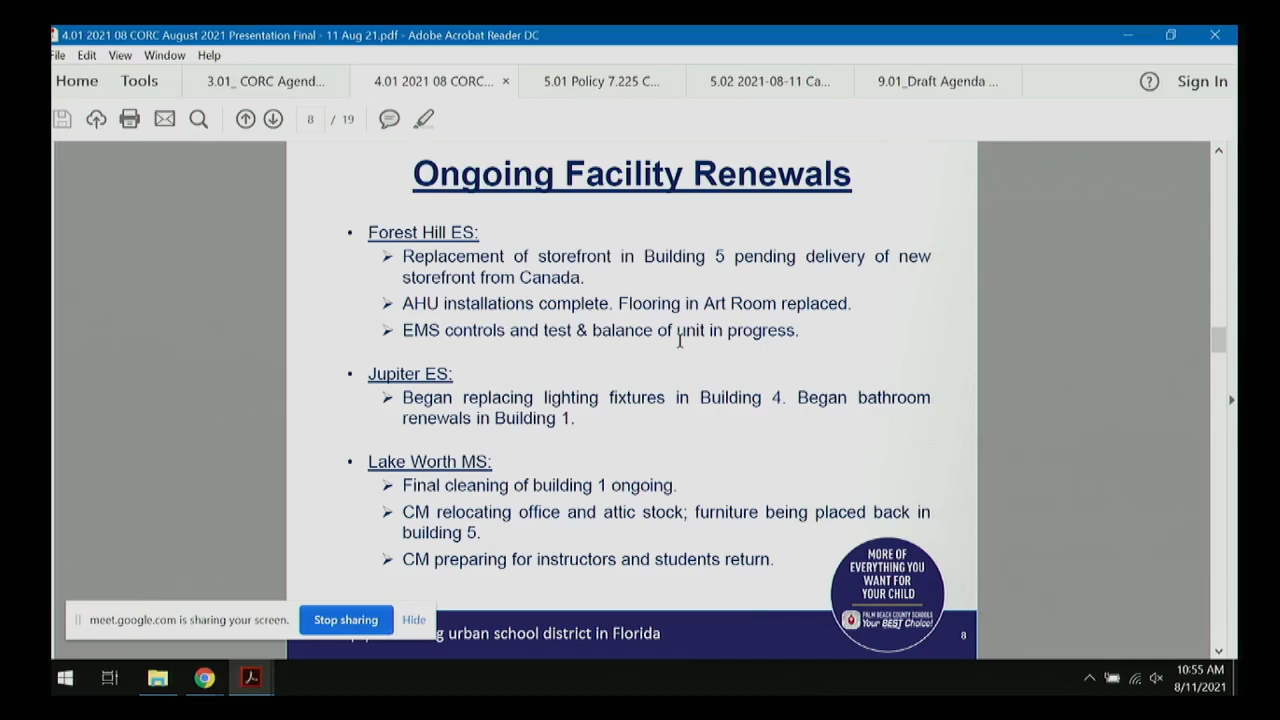 4.01 2021 08 CORC August 2021 Presentation Final - 11 Aug 21.pdf - Adobe Acrobat Reader DC
File Edit View Window Help
Home Tools 3.01_ CORC Agend... 4.01 2021 08 CORC... × 5.01 Policy 7.225 C... 5.02 2021-08-11 Ca... 9.01_Draft Agenda ... Sign In
8 / 19
Ongoing Facility Renewals
• Forest Hill ES:
➢ Replacement of storefront in Building 5 pending delivery of new
storefront from Canada.
➢ AHU installations complete. Flooring in Art Room replaced.
➢ EMS controls and test & balance of unit in progress.
• Jupiter ES:
➢ Began replacing lighting fixtures in Building 4. Began bathroom
renewals in Building 1.
• Lake Worth MS:
➢ Final cleaning of building 1 ongoing.
➢ CM relocating office and attic stock; furniture being placed back in
building 5.
➢ CM preparing for instructors and students return.
MORE OF
EVERYTHING YOU
WANT FOR
YOUR CHILD
PALM BEACH COUNTY SCHOOLS
Your BEST Choice!
meet.google.com is sharing your screen. Stop sharing Hide
g urban school district in Florida
8
10:55 AM
8/11/2021